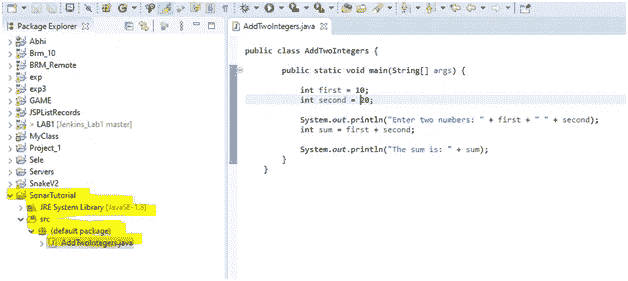 Package Explorer
Abhi
Brm_10
BRM_Remote
exp
exp3
GAME
JSPListRecords
> LAB1 [Jenkins_Lab1 master]
MyClass
Project_1
Sele
Servers
SnakeV2
SonarTutorial
JRE System Library [JavaSE-1.8]
src
(default package)
AddTwoIntegers.java
AddTwoIntegers.java
public class AddTwoIntegers {
public static void main(String[] args) {
int first = 10;
int second = 20;
System.out.println("Enter two numbers: " + first + " " + second);
int sum = first + second;
System.out.println("The sum is: " + sum);
}
}